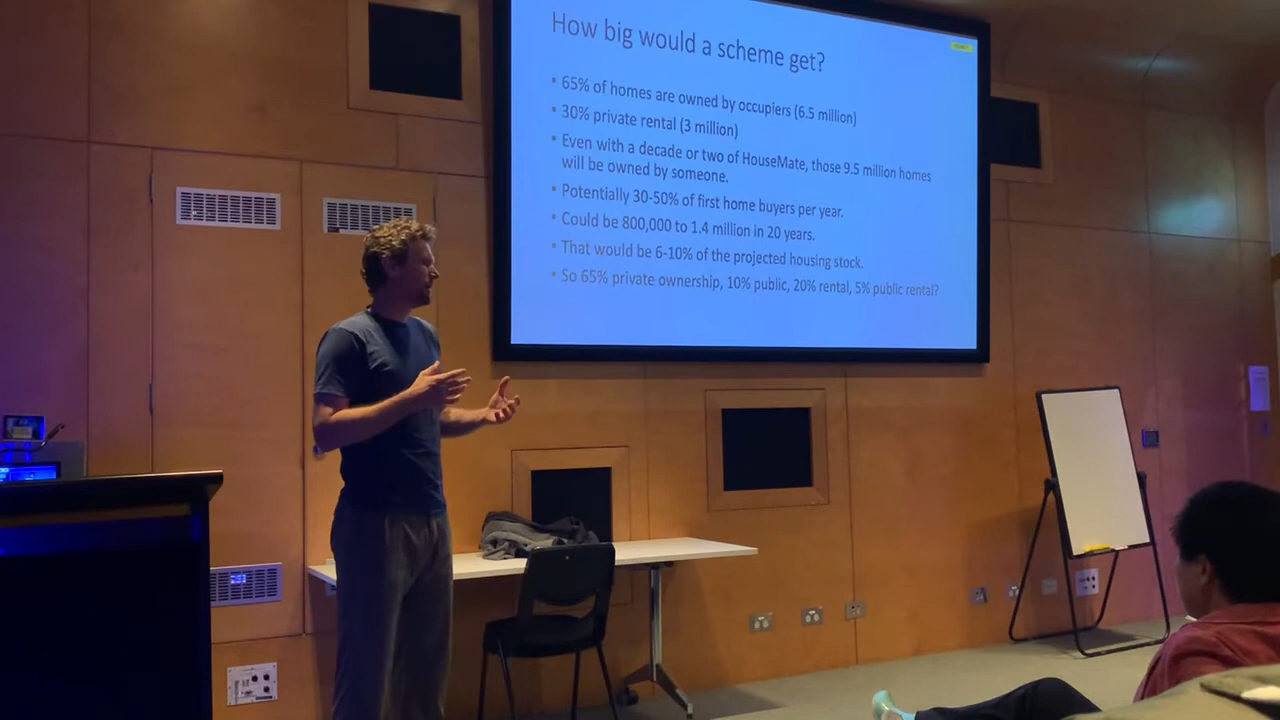 How big would a scheme get?
• 65% of homes are owned by occupiers (6.5 million)
• 30% private rental (3 million)
• Even with a decade or two of HouseMate, those 9.5 million homes
will be owned by someone.
• Potentially 30-50% of first home buyers per year.
• Could be 800,000 to 1.4 million in 20 years.
• That would be 6-10% of the projected housing stock.
• So 65% private ownership, 10% public, 20% rental, 5% public rental?